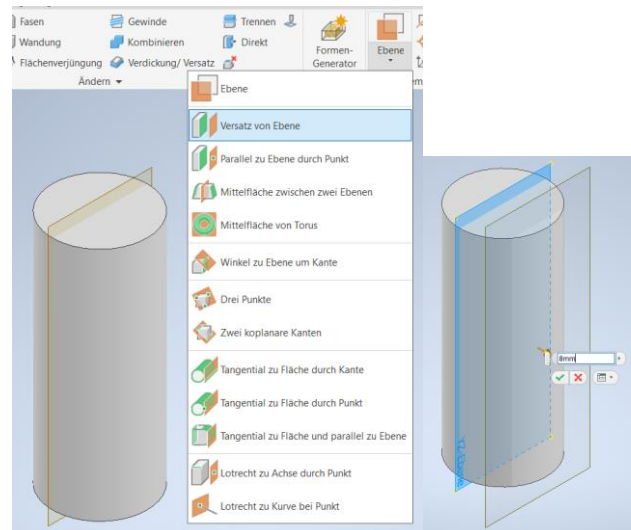 Fasen Gewinde Trennen
Wandung Kombinieren Direkt
Flächenverjüngung Verdickung/ Versatz
Formen-
Generator
Ebene
Ändern
Ebene
Versatz von Ebene
Parallel zu Ebene durch Punkt
Mittelfläche zwischen zwei Ebenen
Mittelfläche von Torus
Winkel zu Ebene um Kante
Drei Punkte
Zwei koplanare Kanten
Tangential zu Fläche durch Kante
Tangential zu Fläche durch Punkt
Tangential zu Fläche und parallel zu Ebene
Lotrecht zu Achse durch Punkt
Lotrecht zu Kurve bei Punkt
8mm